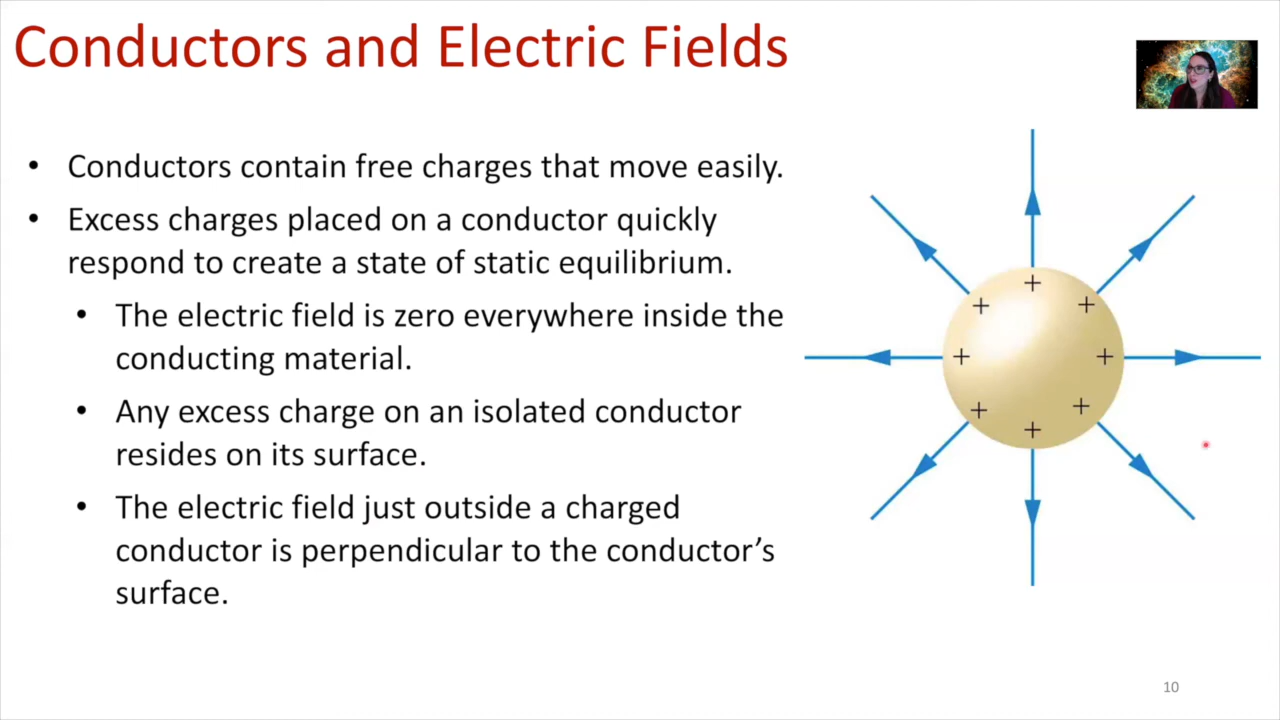 Conductors and Electric Fields
• Conductors contain free charges that move easily.
• Excess charges placed on a conductor quickly
respond to create a state of static equilibrium.
• The electric field is zero everywhere inside the
conducting material.
• Any excess charge on an isolated conductor
resides on its surface.
• The electric field just outside a charged
conductor is perpendicular to the conductor’s
surface.
+
+ +
+ +
+ +
+
10